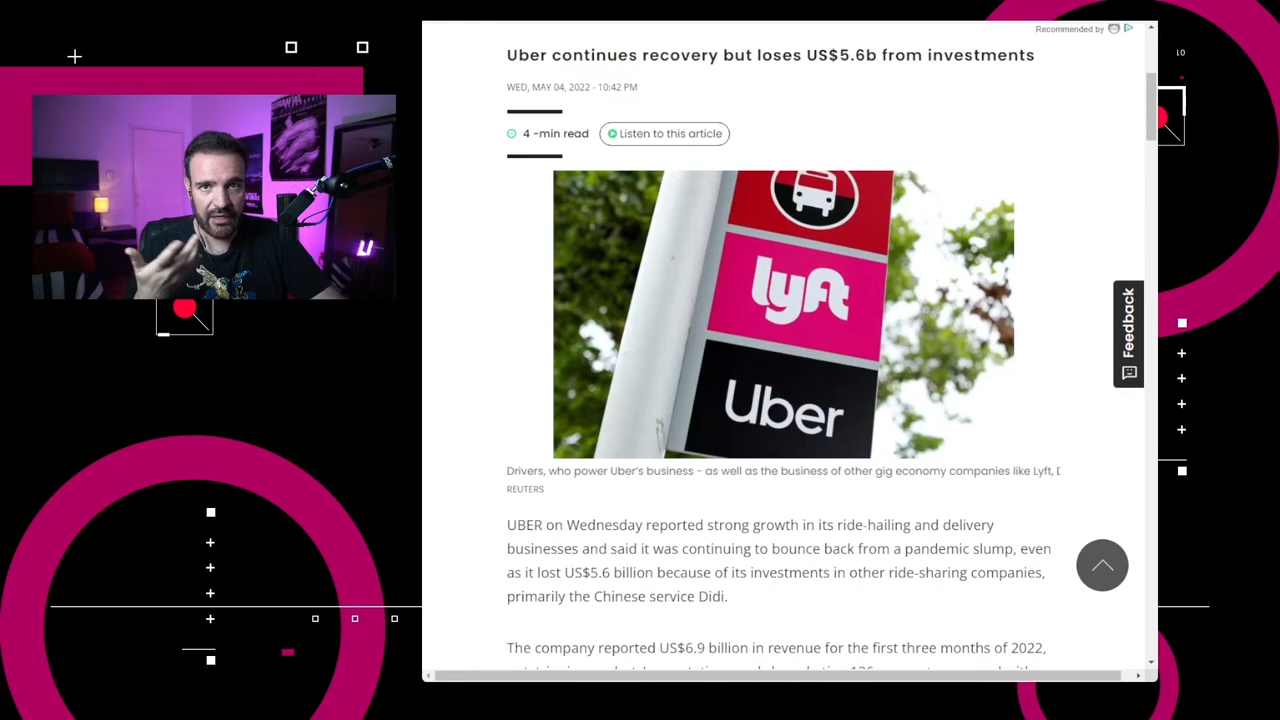 Recommended by
Uber continues recovery but loses US$5.6b from investments
WED, MAY 04, 2022 - 10:42 PM
4 -min read
Listen to this article
lyft
Uber
Feedback
Drivers, who power Uber's business – as well as the business of other gig economy companies like Lyft,
REUTERS
UBER on Wednesday reported strong growth in its ride-hailing and delivery
businesses and said it was continuing to bounce back from a pandemic slump, even
as it lost US$5.6 billion because of its investments in other ride-sharing companies,
primarily the Chinese service Didi.
The company reported US$6.9 billion in revenue for the first three months of 2022,